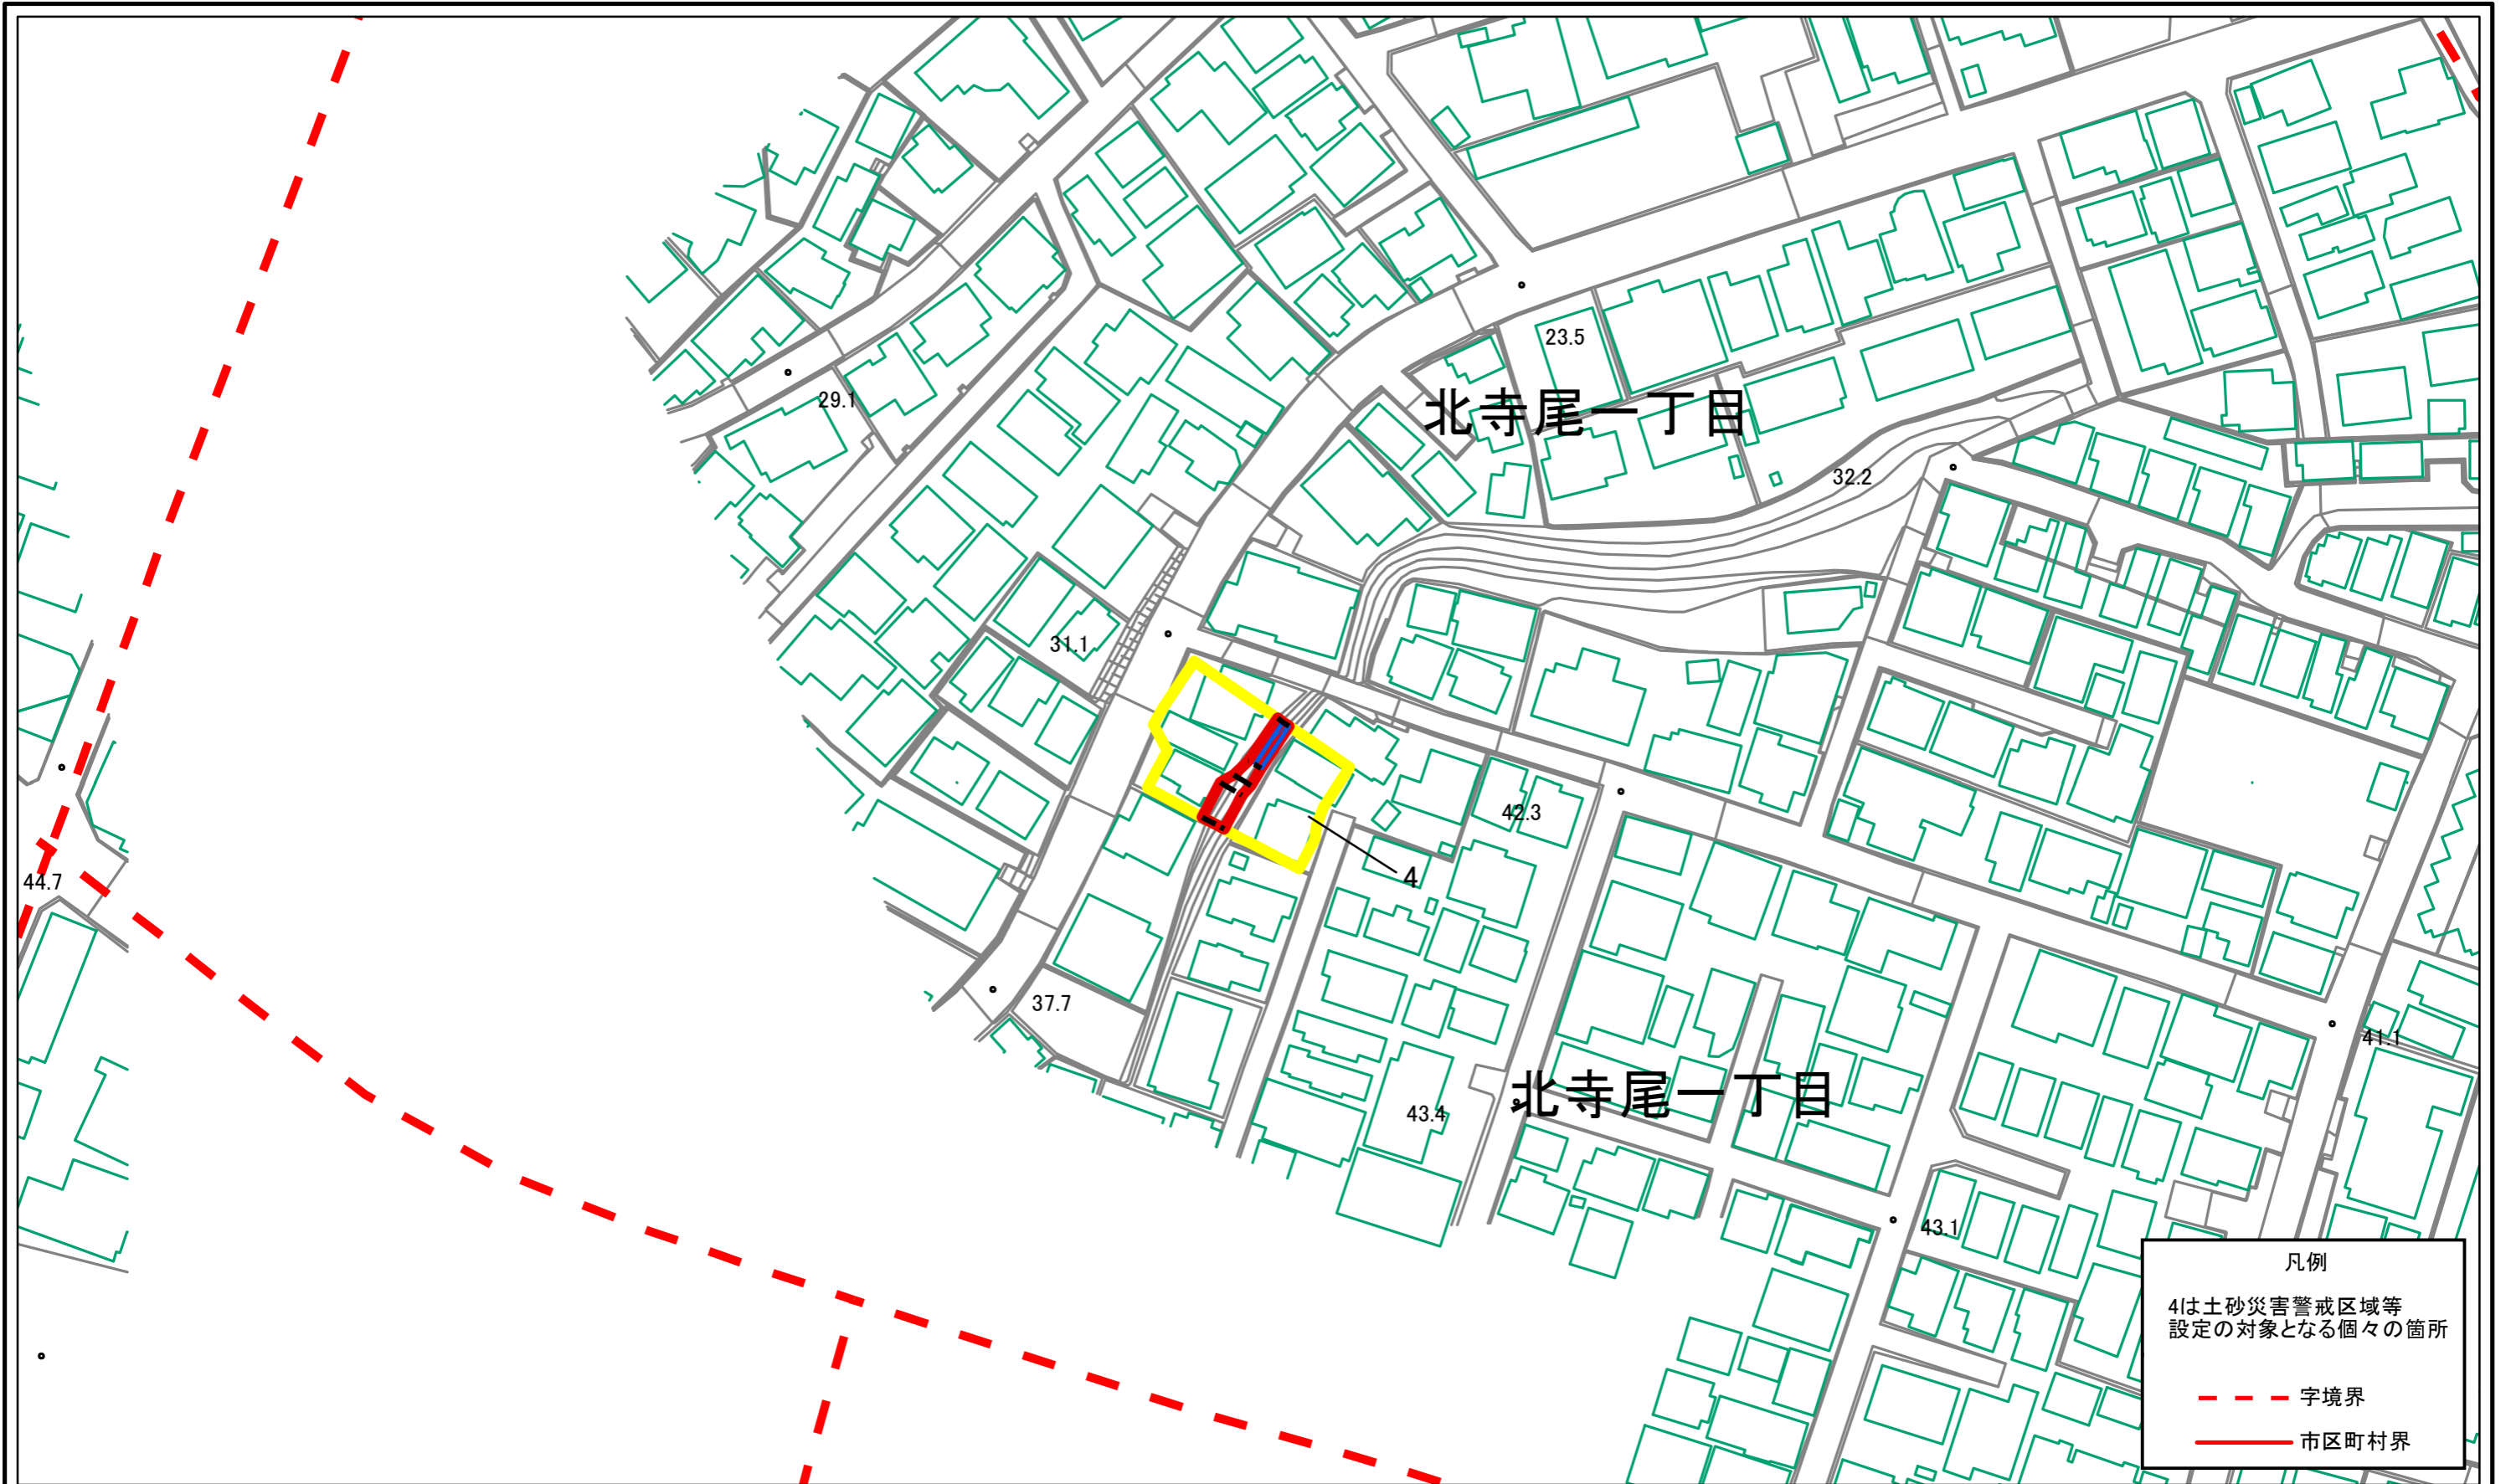 23.5
北寺尾一丁目
29.1
32.2
31.1
42.3
4
44.7
37.7
41.1
北寺尾一丁目
43.4
43.1
凡例
4は土砂災害警戒区域等
設定の対象となる個々の箇所
字境界
市区町村界